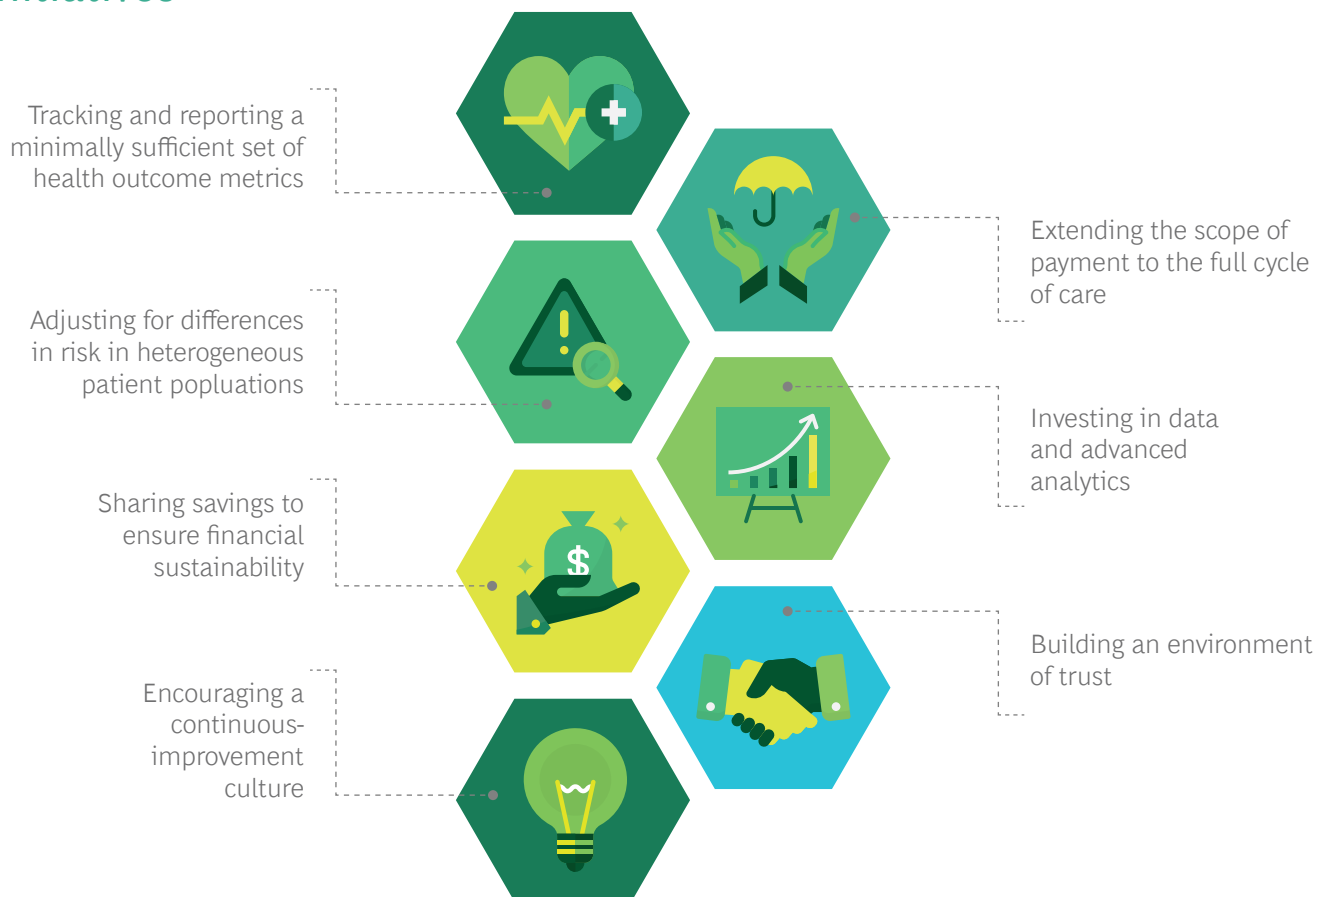 Tracking and reporting a
minimally sufficient set of
health outcome metrics
Extending the scope of
payment to the full cycle
of care
Adjusting for differences
in risk in heterogeneous
patient popluations
Investing in data
and advanced
analytics
Sharing savings to
ensure financial
sustainability
$
Building an environment
of trust
Encouraging a
continuous-
improvement
culture